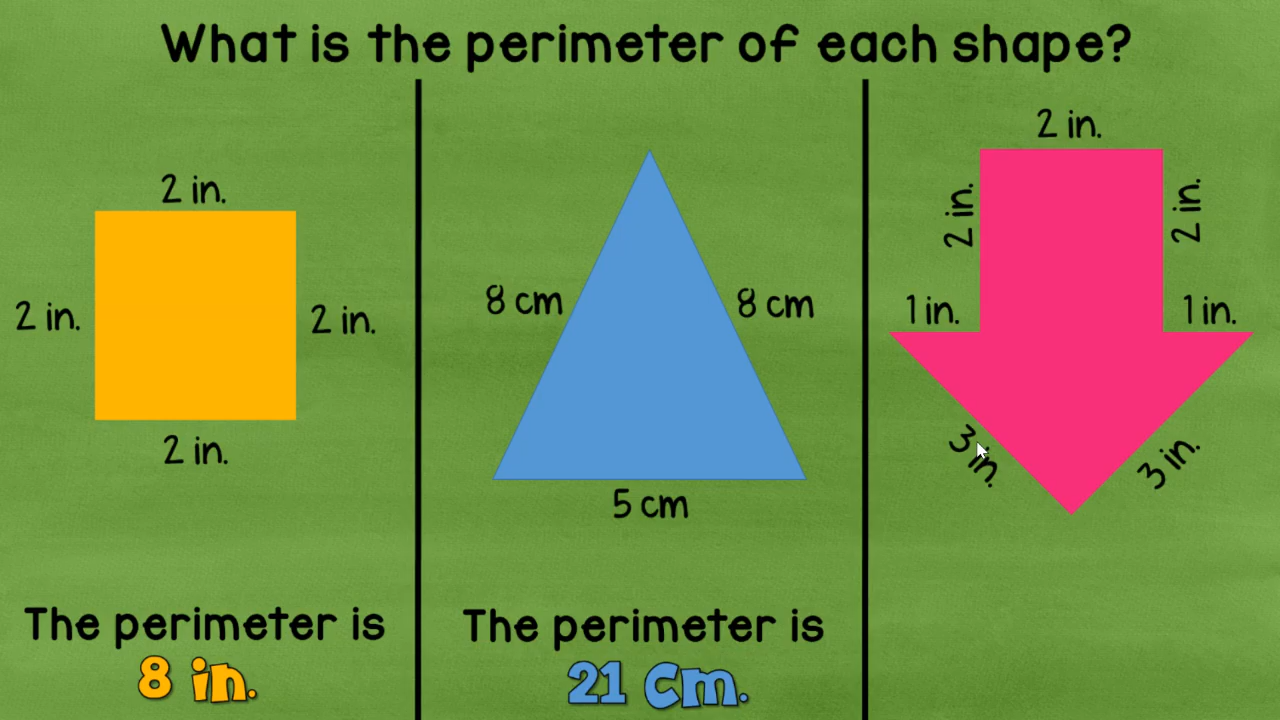 What is the perimeter of each shape?
2 in.
2 in.
2 in.
2 in.
The perimeter is
8 in.
8 cm
8 cm
5 cm
The perimeter is
21 cm.
2 in.
2 in.
2 in.
1 in.
1 in.
3 in.
3 in.